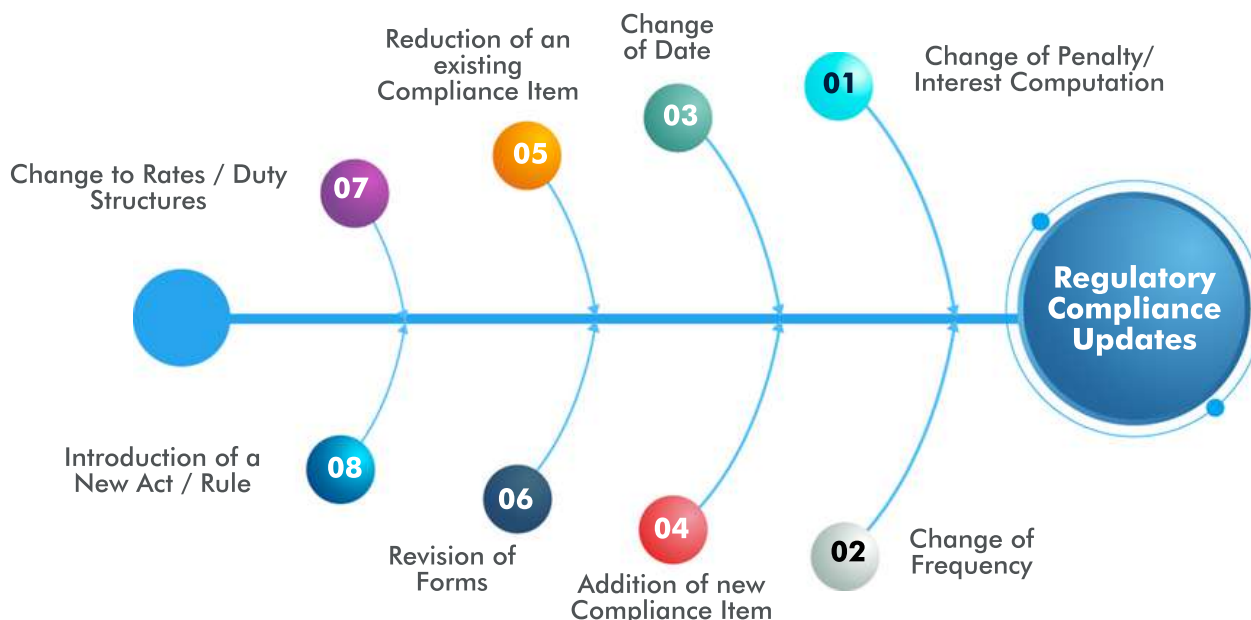 Change
of Date
Reduction of an
existing
Compliance Item
Change of Penalty/
Interest Computation
01
03
05
07
Change to Rates / Duty
Structures
Regulatory
Compliance
Updates
08
Introduction of a
New Act / Rule
06
Revision of
Forms
04
Addition of new
Compliance Item
02
Change of
Frequency